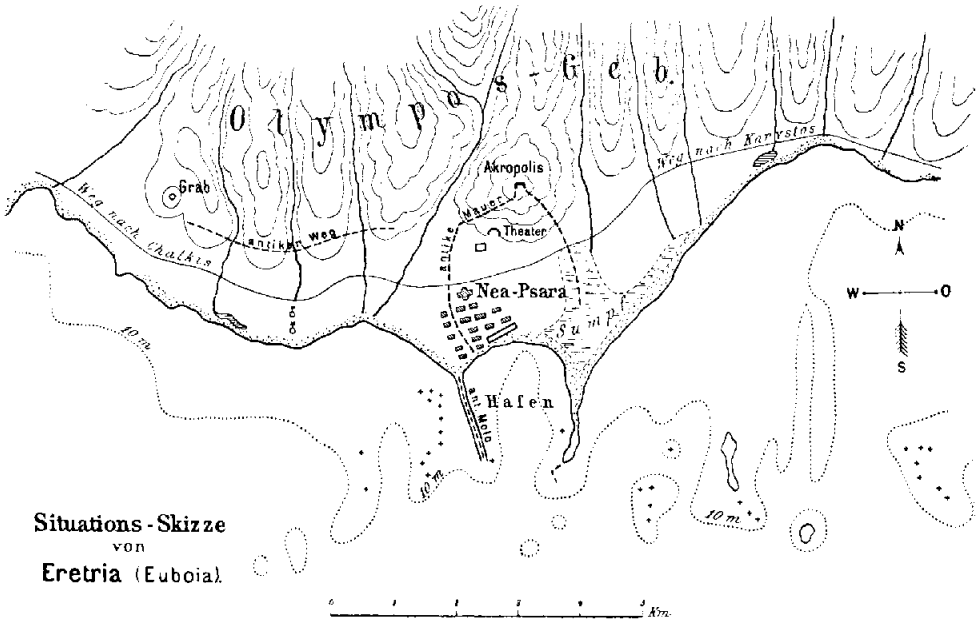 Olympos-Geb.
Akropolis
Grab
Weg nach Karystos
Weg nach Chalkis
antiker Weg
antike Mauer
Theater
Nea-Psara
Sumpf
Hafen
ant. Molo
N
W O
S
10 m
10 m
10 m
Situations-Skizze
von
Eretria (Euboia).
0 1 2 3 4 5 Km.